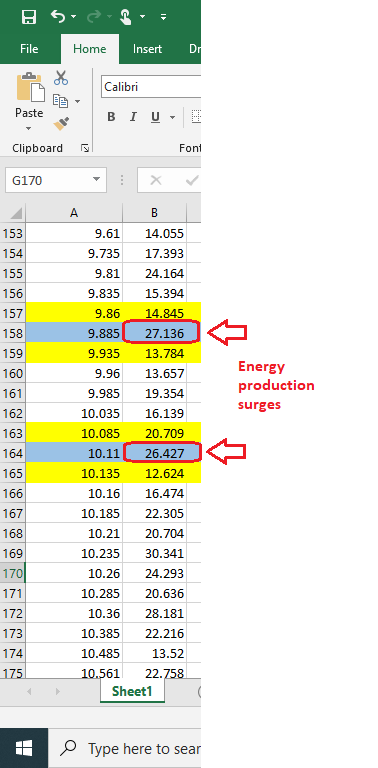 File Home Insert Dr
Calibri
Paste
B I U
Clipboard Font
G170
A B
153 9.61 14.055
154 9.735 17.393
155 9.81 24.164
156 9.835 15.394
157 9.86 14.845
158 9.885 27.136
159 9.935 13.784
Energy
production
surges
160 9.96 13.657
161 9.985 19.354
162 10.035 16.139
163 10.085 20.709
164 10.11 26.427
165 10.135 12.624
166 10.16 16.474
167 10.185 22.305
168 10.21 20.704
169 10.235 30.341
170 10.26 24.293
171 10.285 20.636
172 10.36 28.181
173 10.385 22.216
174 10.485 13.52
175 10.561 22.758
Sheet1
Type here to sear